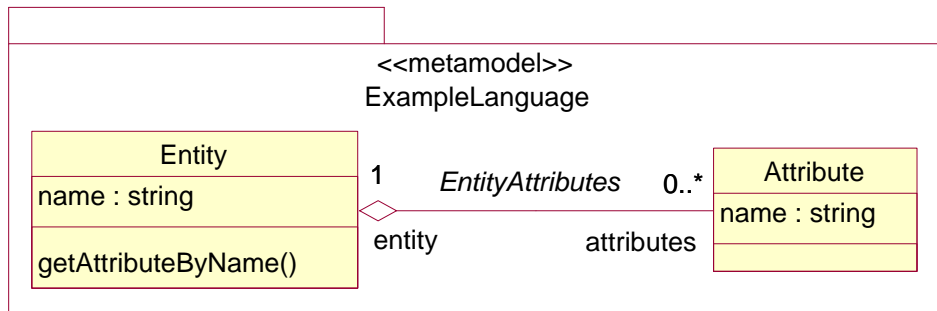 <<metamodel>>
ExampleLanguage
Entity
name : string
getAttributeByName()
1
EntityAttributes
0..*
entity
attributes
Attribute
name : string